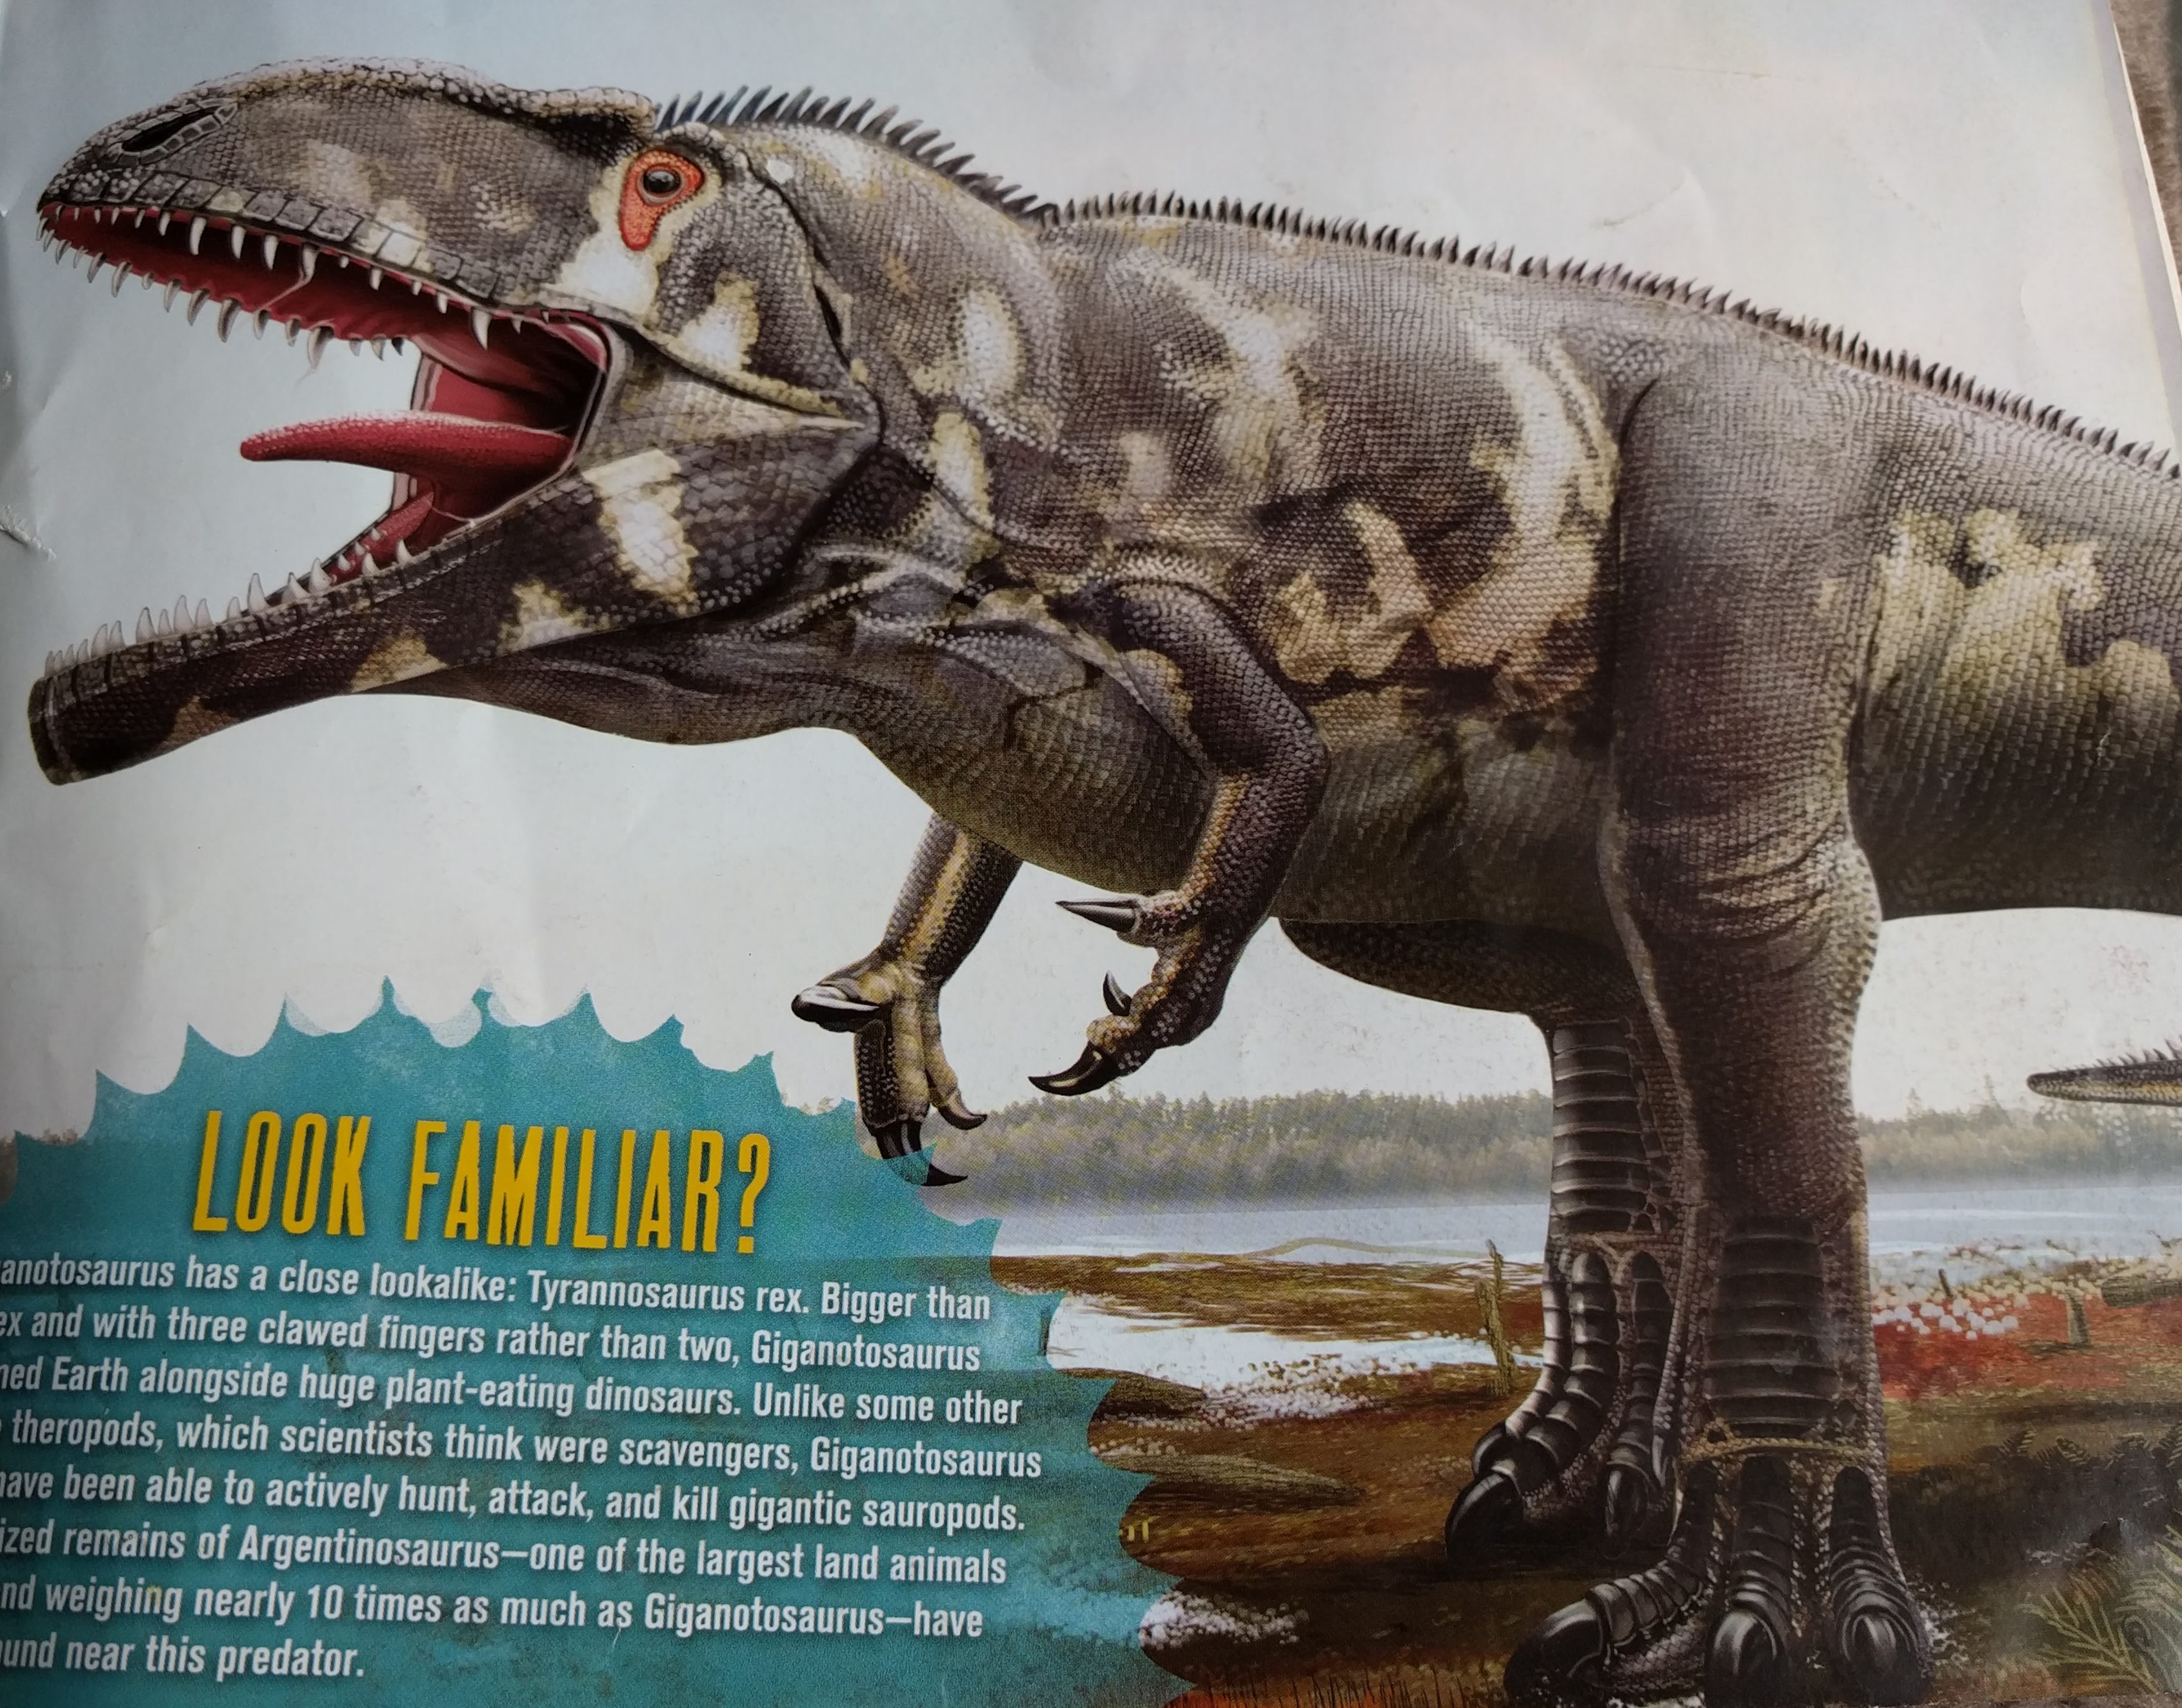 LOOK FAMILIAR?
anotosaurus has a close lookalike: Tyrannosaurus rex. Bigger than
ex and with three clawed fingers rather than two, Giganotosaurus
ned Earth alongside huge plant-eating dinosaurs. Unlike some other
theropods, which scientists think were scavengers, Giganotosaurus
have been able to actively hunt, attack, and kill gigantic sauropods.
ized remains of Argentinosaurus—one of the largest land animals
nd weighing nearly 10 times as much as Giganotosaurus—have
und near this predator.